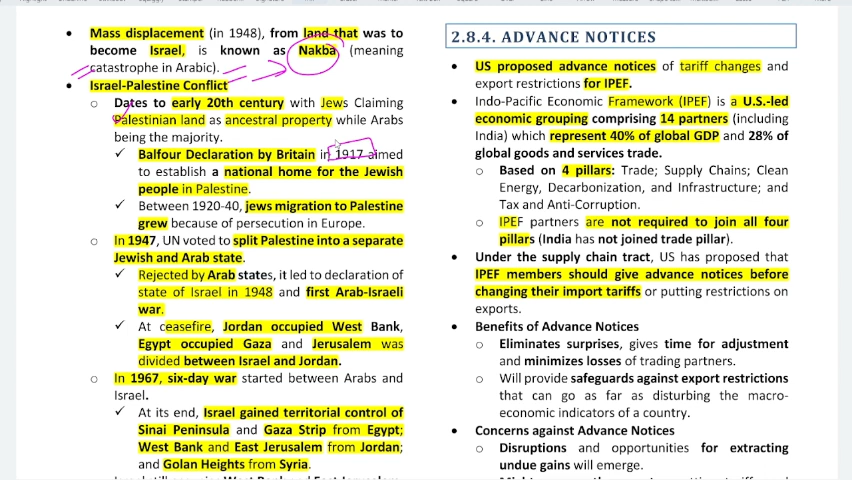 • Mass displacement (in 1948), from land that was to
become Israel, is known as Nakba (meaning
catastrophe in Arabic).
• Israel-Palestine Conflict
o Dates to early 20th century with Jews Claiming
Palestinian land as ancestral property while Arabs
being the majority.
✓ Balfour Declaration by Britain in 1917 aimed
to establish a national home for the Jewish
people in Palestine.
✓ Between 1920-40, jews migration to Palestine
grew because of persecution in Europe.
o In 1947, UN voted to split Palestine into a separate
Jewish and Arab state.
✓ Rejected by Arab states, it led to declaration of
state of Israel in 1948 and first Arab-Israeli
war.
✓ At ceasefire, Jordan occupied West Bank,
Egypt occupied Gaza and Jerusalem was
divided between Israel and Jordan.
o In 1967, six-day war started between Arabs and
Israel.
✓ At its end, Israel gained territorial control of
Sinai Peninsula and Gaza Strip from Egypt;
West Bank and East Jerusalem from Jordan;
and Golan Heights from Syria.
2.8.4. ADVANCE NOTICES
• US proposed advance notices of tariff changes and
export restrictions for IPEF.
• Indo-Pacific Economic Framework (IPEF) is a U.S.-led
economic grouping comprising 14 partners (including
India) which represent 40% of global GDP and 28% of
global goods and services trade.
o Based on 4 pillars: Trade; Supply Chains; Clean
Energy, Decarbonization, and Infrastructure; and
Tax and Anti-Corruption.
o IPEF partners are not required to join all four
pillars (India has not joined trade pillar).
• Under the supply chain tract, US has proposed that
IPEF members should give advance notices before
changing their import tariffs or putting restrictions on
exports.
• Benefits of Advance Notices
o Eliminates surprises, gives time for adjustment
and minimizes losses of trading partners.
o Will provide safeguards against export restrictions
that can go as far as disturbing the macro-
economic indicators of a country.
• Concerns against Advance Notices
o Disruptions and opportunities for extracting
undue gains will emerge.